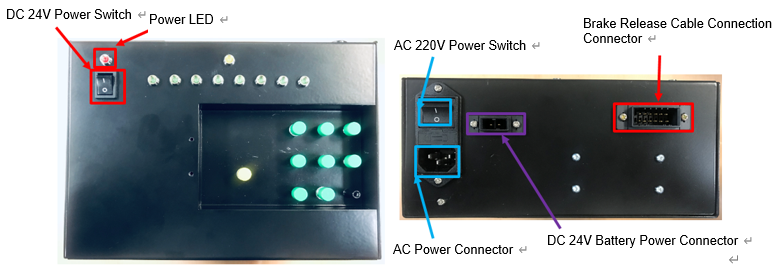 DC 24V Power Switch
Power LED
Brake Release Cable Connection
Connector
AC 220V Power Switch
AC Power Connector
DC 24V Battery Power Connector